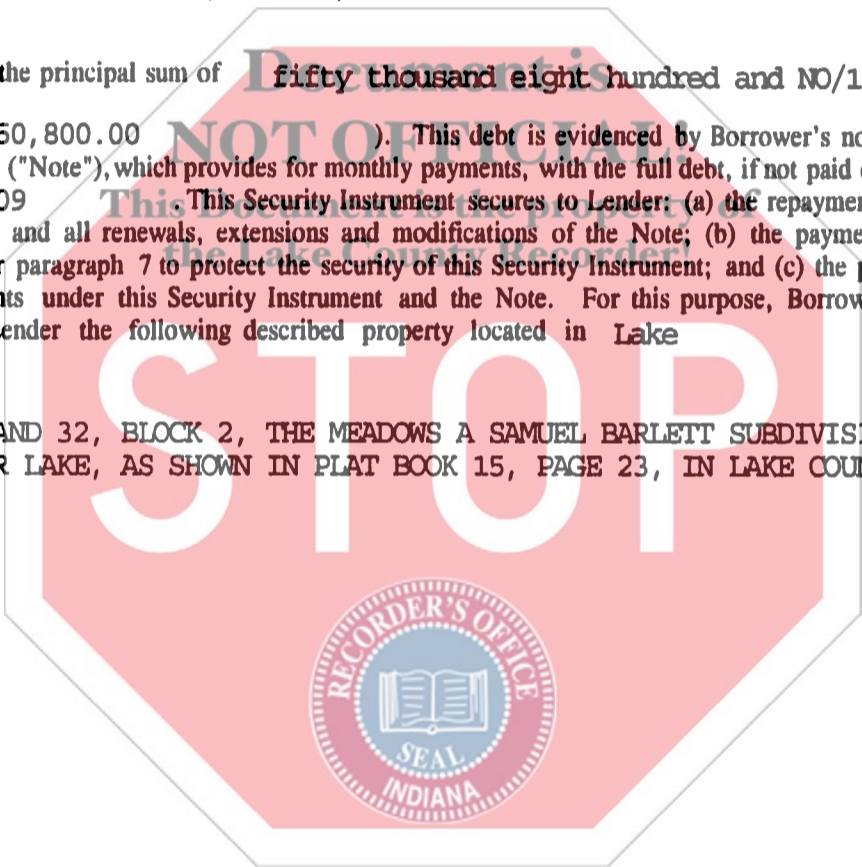 the principal sum of fifty thousand eight hundred and NO/1
50,800.00 ). This debt is evidenced by Borrower's no
("Note"), which provides for monthly payments, with the full debt, if not paid
09 . This Security Instrument secures to Lender: (a) the repaymen
and all renewals, extensions and modifications of the Note; (b) the payme
paragraph 7 to protect the security of this Security Instrument; and (c) the
nts under this Security Instrument and the Note. For this purpose, Borrow
ender the following described property located in Lake
AND 32, BLOCK 2, THE MEADOWS A SAMUEL BARLETT SUBDIVISI
R LAKE, AS SHOWN IN PLAT BOOK 15, PAGE 23, IN LAKE COUN
Document is
NOT OFFICIAL!
This Document is the property of
the Lake County Recorder!
STOP
RECORDER'S OFFICE
SEAL
INDIANA